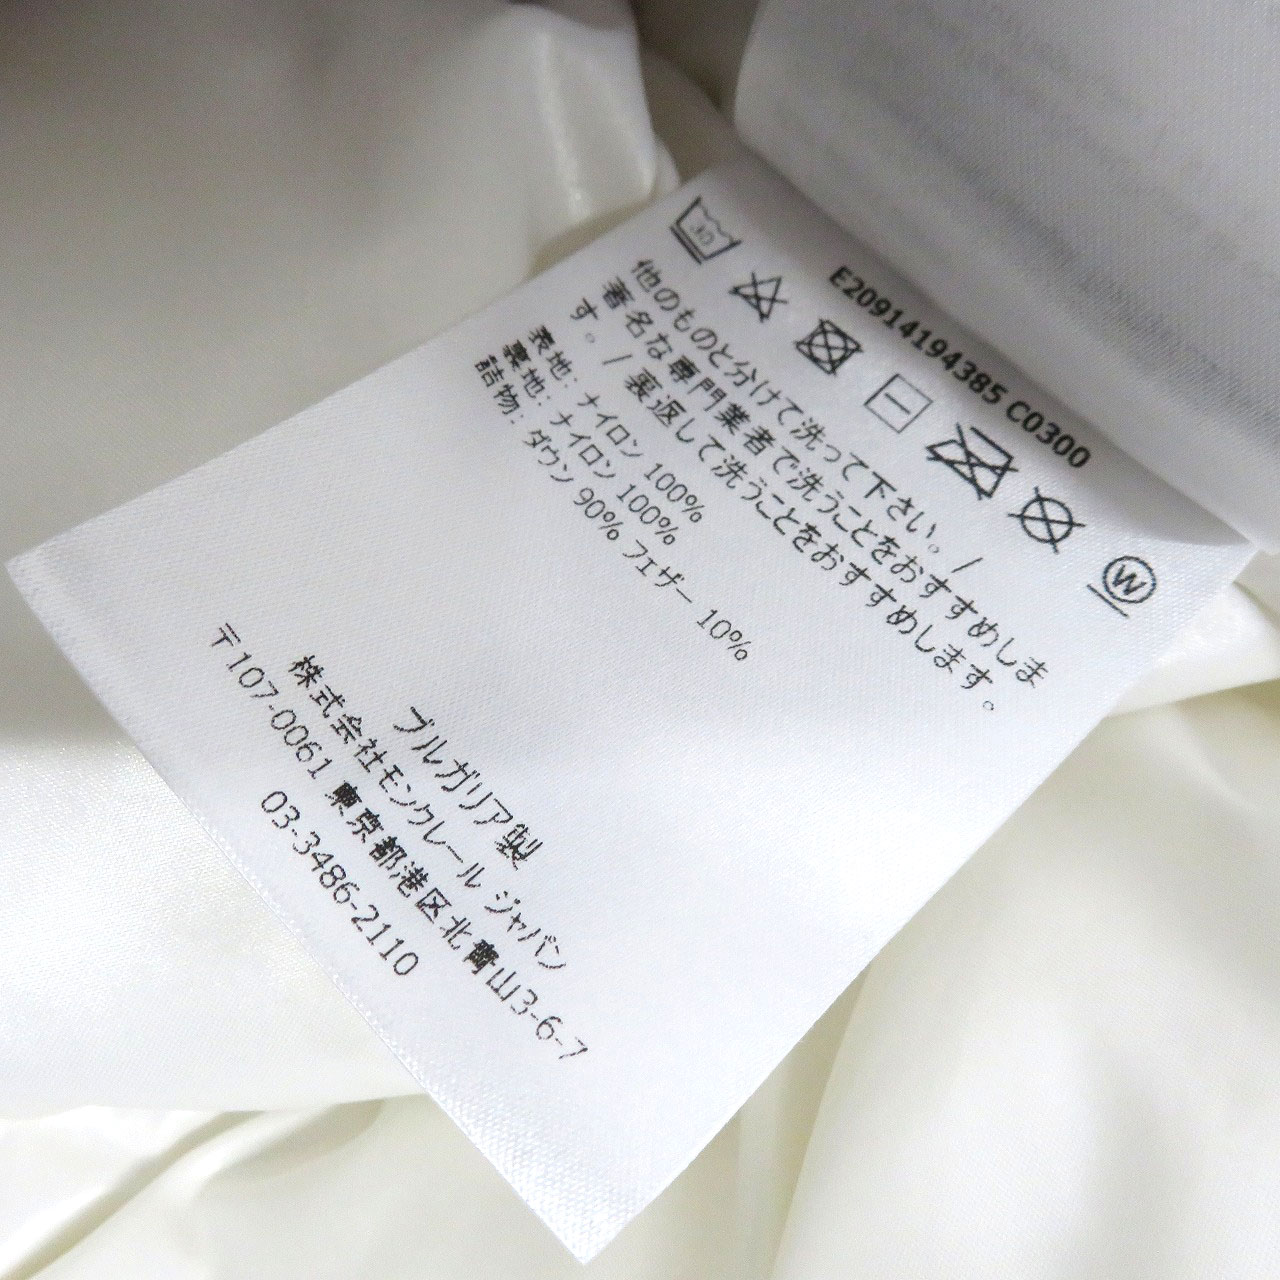 E20914194385 C0300
30
W
他のものと分けて洗って下さい。/
著名な専門業者で洗うことをおすすめしま
す。/ 裏返して洗うことをおすすめします。
表地: ナイロン 100%
裏地: ナイロン 100%
詰物: ダウン 90% フェザー 10%
ブルガリア製
株式会社モンクレール ジャパン
〒107-0061 東京都港区北青山3-6-7
03-3486-2110